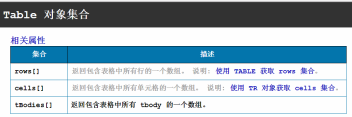 Table 对象集合
相关属性
集合 描述
rows[] 返回包含表格中所有行的一个数组。 说明: 使用 TABLE 获取 rows 集合。
cells[] 返回包含表格中所有单元格的一个数组。 说明: 使用 TR 对象获取 cells 集合。
tBodies[] 返回包含表格中所有 tbody 的一个数组。